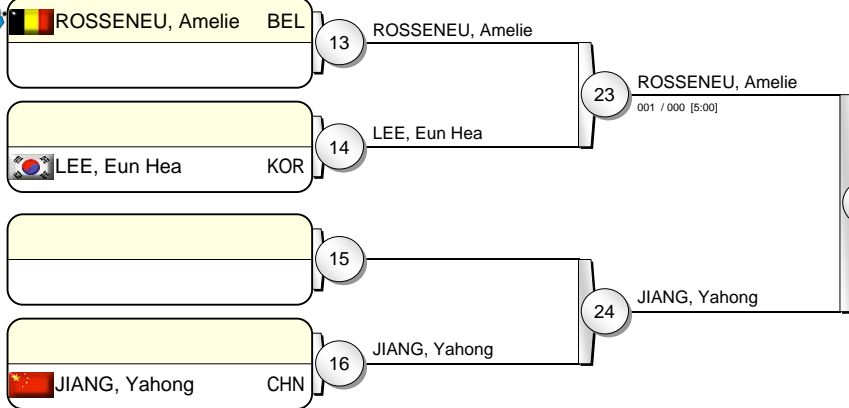 ROSSENEU, Amelie BEL
13
ROSSENEU, Amelie
14
LEE, Eun Hea
LEE, Eun Hea KOR
23
ROSSENEU, Amelie
001 / 000 [5:00]
15
16
JIANG, Yahong
JIANG, Yahong CHN
24
JIANG, Yahong